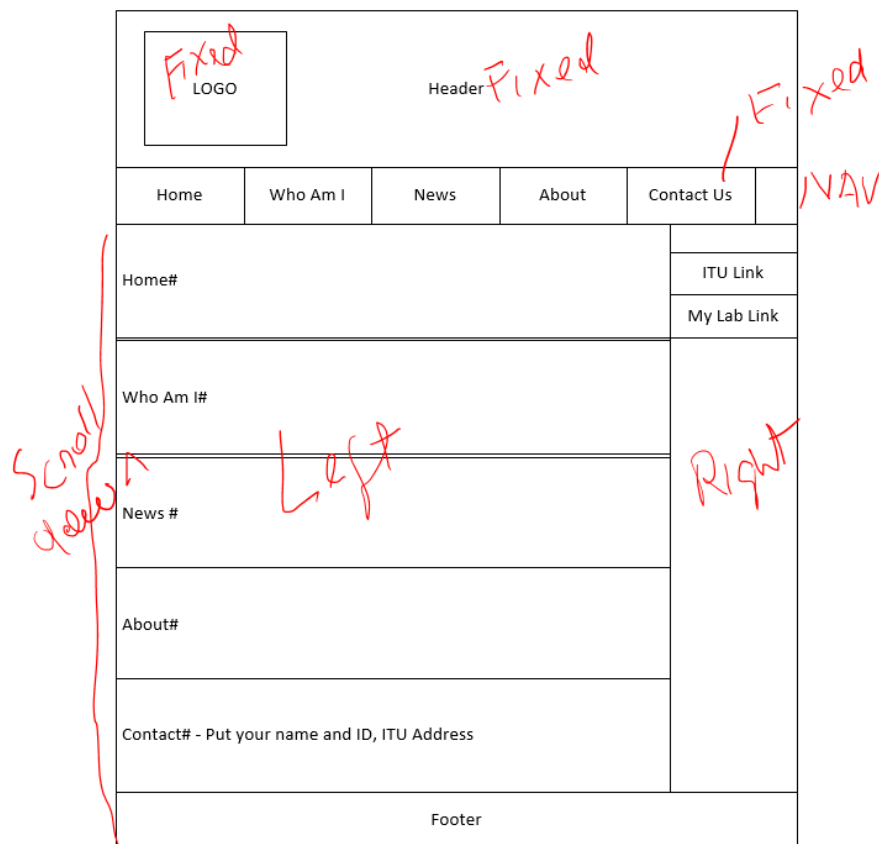 Fixed
LOGO
Header Fixed
Fixed
Home Who Am I News About Contact Us NAV
Home#
ITU Link
My Lab Link
Who Am I#
Scroll down
Left
Right
News #
About#
Contact# - Put your name and ID, ITU Address
Footer